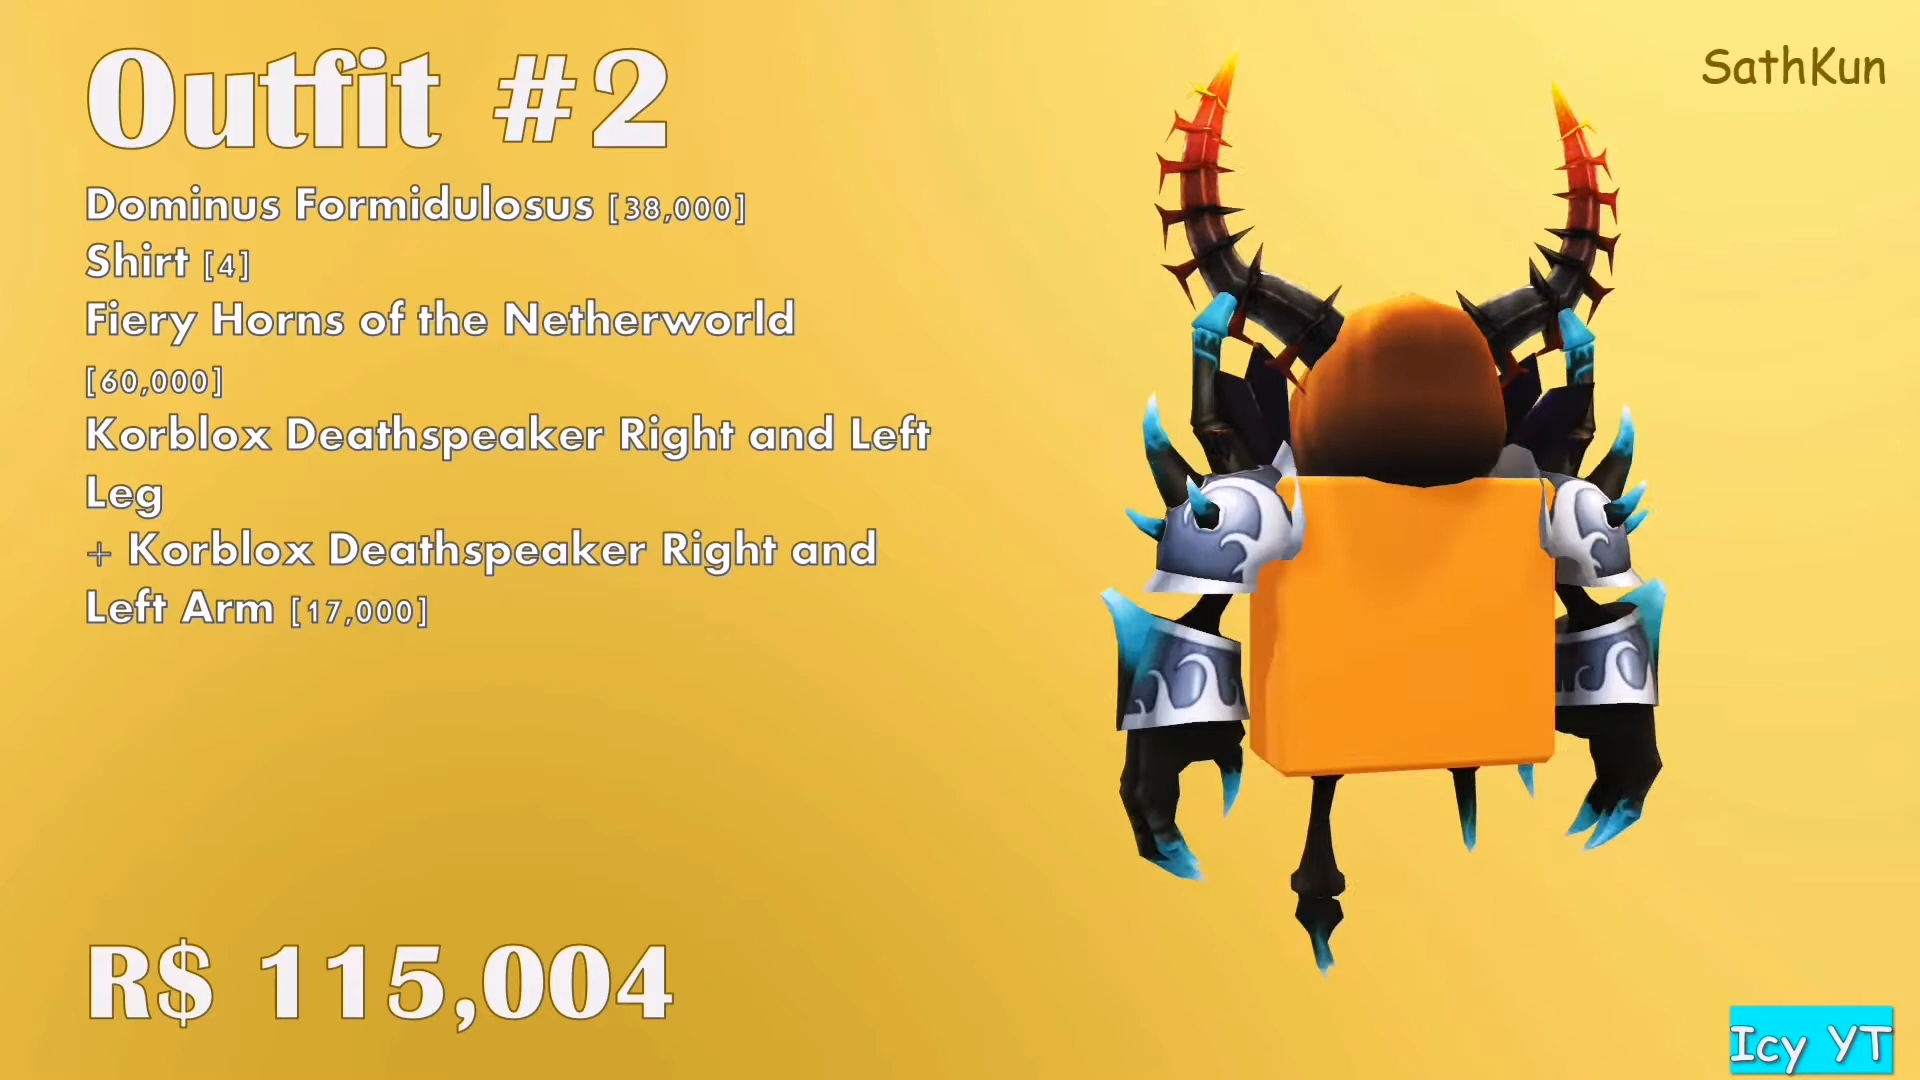 Outfit #2
SathKun
Dominus Formidulosus [38,000]
Shirt [4]
Fiery Horns of the Netherworld
[60,000]
Korblox Deathspeaker Right and Left
Leg
+ Korblox Deathspeaker Right and
Left Arm [17,000]
R$ 115,004
Icy YT